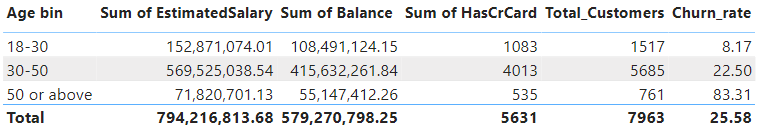 Age bin Sum of EstimatedSalary Sum of Balance Sum of HasCrCard Total_Customers Churn_rate
18-30 152,871,074.01 108,491,124.15 1083 1517 8.17
30-50 569,525,038.54 415,632,261.84 4013 5685 22.50
50 or above 71,820,701.13 55,147,412.26 535 761 83.31
Total 794,216,813.68 579,270,798.25 5631 7963 25.58